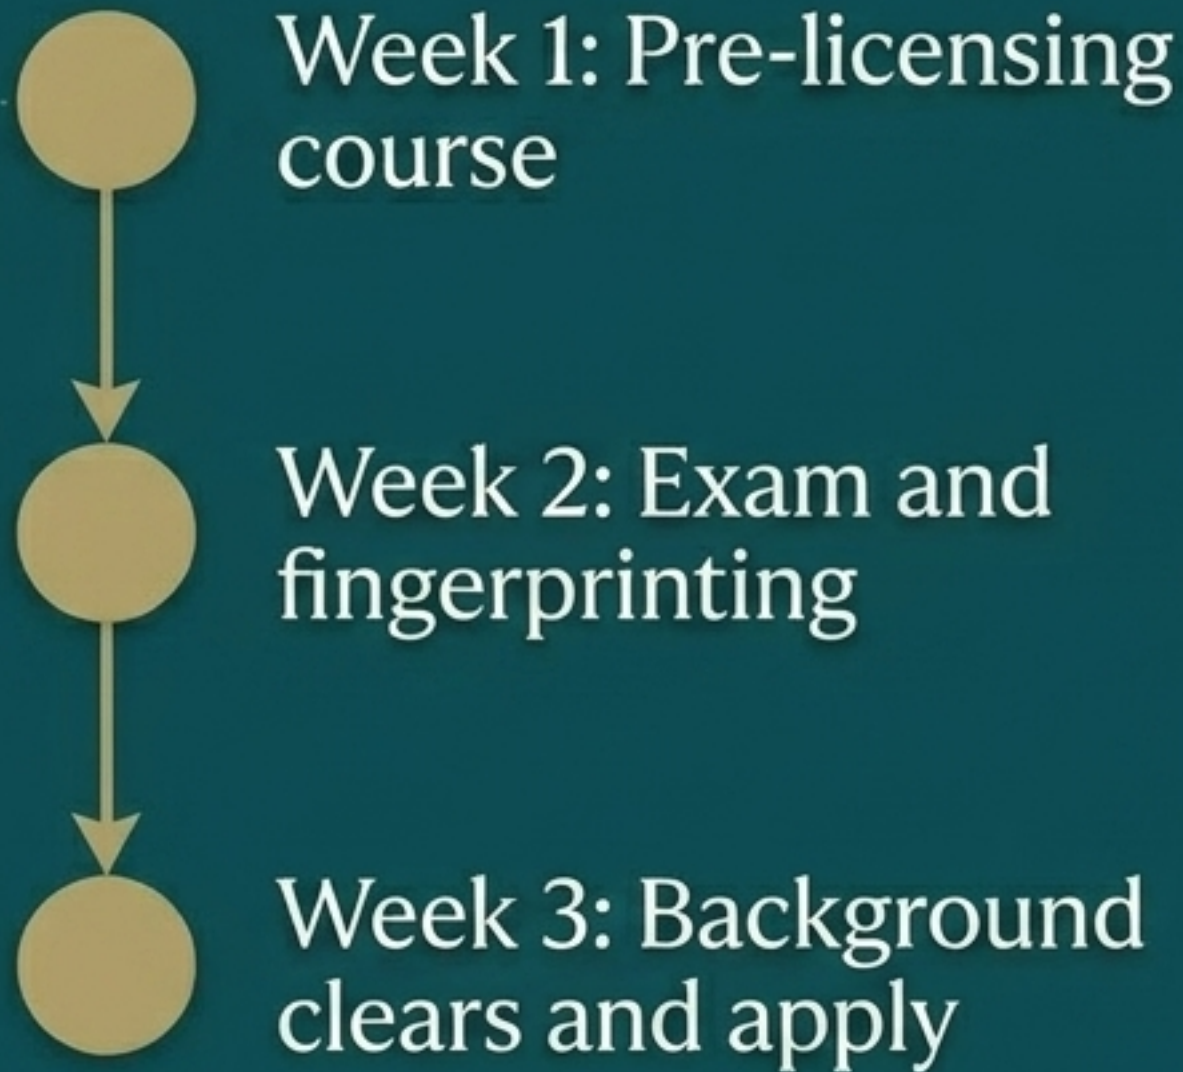 Week 1: Pre-licensing
course
Week 2: Exam and
fingerprinting
Week 3: Background
clears and apply